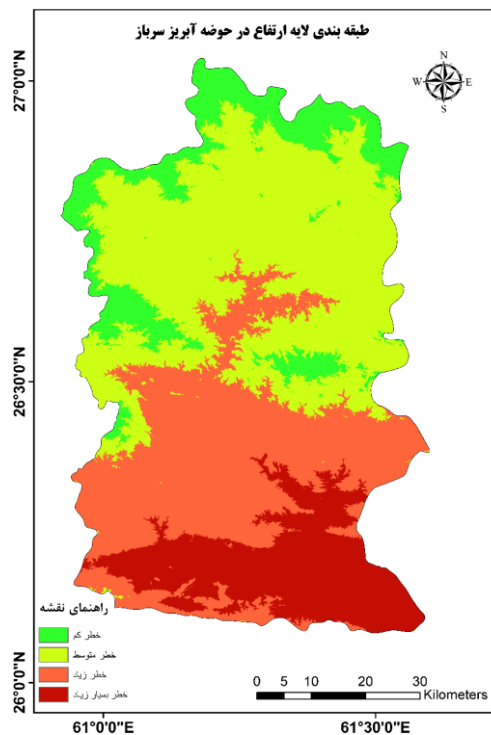 طبقه بندی لایه ارتفاع در حوضه آبریز سرباز
N
W E
S
27°0'0"N
26°30'0"N
26°0'0"N
راهنمای نقشه
خطر کم
خطر متوسط
خطر زیاد
خطر بسیار زیاد
0 5 10 20 30
Kilometers
61°0'0"E 61°30'0"E